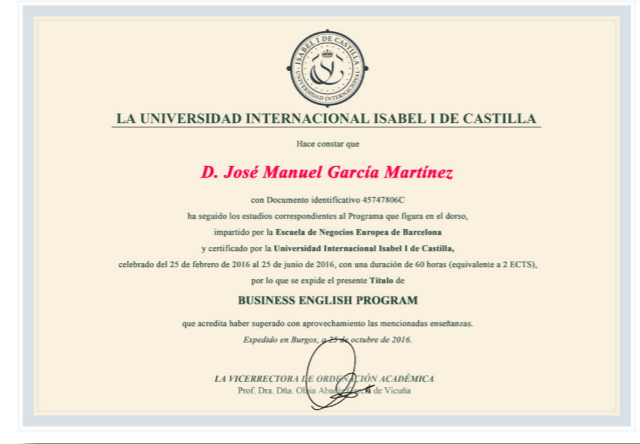 ISABEL I DE CASTILLA
UNIVERSIDAD INTERNACIONAL
LA UNIVERSIDAD INTERNACIONAL ISABEL I DE CASTILLA
Hace constar que
D. José Manuel García Martínez
con Documento identificativo 45747806C
ha seguido los estudios correspondientes al Programa que figura en el dorso,
impartido por la Escuela de Negocios Europea de Barcelona
y certificado por la Universidad Internacional Isabel I de Castilla,
celebrado del 25 de febrero de 2016 al 25 de junio de 2016, con una duración de 60 horas (equivalente a 2 ECTS),
por lo que se expide el presente Título de
BUSINESS ENGLISH PROGRAM
que acredita haber superado con aprovechamiento las mencionadas enseñanzas.
Expedido en Burgos, a 25 de octubre de 2016.
LA VICERRECTORA DE ORDENACIÓN ACADÉMICA
Prof. Dra. Dña. Olaia de Vicuña